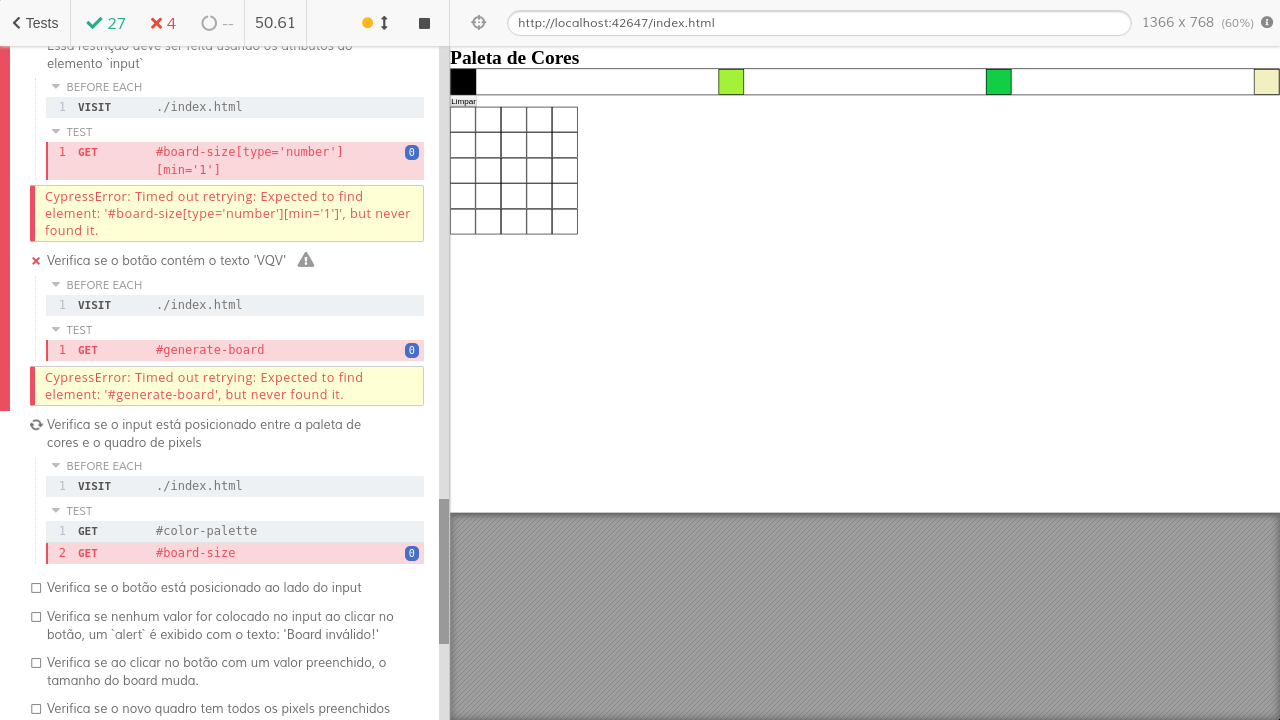 Tests
27
4
--
50.61
http://localhost:42647/index.html
1366 x 768 (60%)
Essa restrição deve ser feita usando os atributos do
elemento `input`
BEFORE EACH
1 VISIT ./index.html
TEST
1 GET #board-size[type='number']
[min='1'] 0
CypressError: Timed out retrying: Expected to find
element: '#board-size[type='number'][min='1']', but never
found it.
Verifica se o botão contém o texto 'VQV'
BEFORE EACH
1 VISIT ./index.html
TEST
1 GET #generate-board 0
CypressError: Timed out retrying: Expected to find
element: '#generate-board', but never found it.
Verifica se o input está posicionado entre a paleta de
cores e o quadro de pixels
BEFORE EACH
1 VISIT ./index.html
TEST
1 GET #color-palette
2 GET #board-size 0
Verifica se o botão está posicionado ao lado do input
Verifica se nenhum valor for colocado no input ao clicar no
botão, um `alert` é exibido com o texto: 'Board inválido!'
Verifica se ao clicar no botão com um valor preenchido, o
tamanho do board muda.
Verifica se o novo quadro tem todos os pixels preenchidos
Paleta de Cores
Limpar